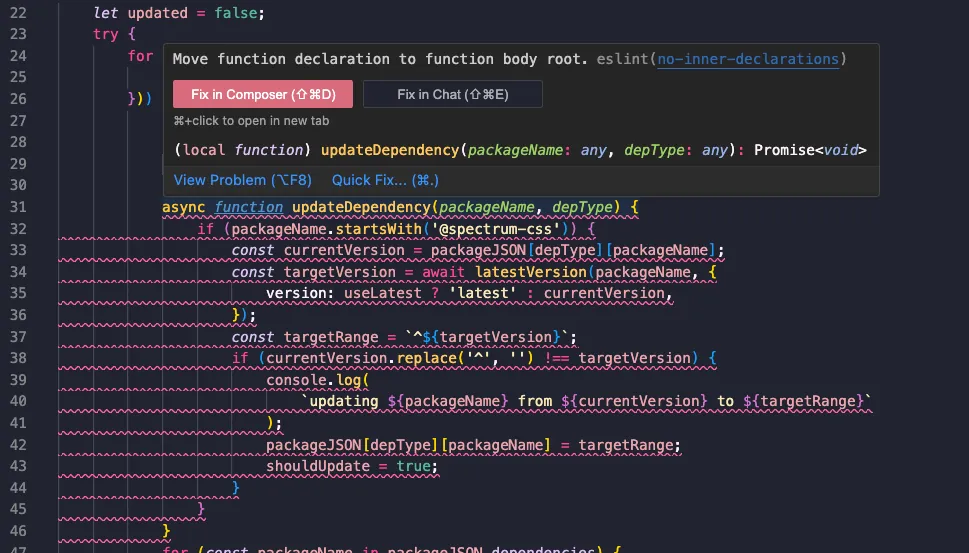 22 let updated = false;
23 try {
24 for
Move function declaration to function body root. eslint(no-inner-declarations)
25
Fix in Composer (⇧⌘D) Fix in Chat (⇧⌘E)
26 }))
⌘+click to open in new tab
27
28
(local function) updateDependency(packageName: any, depType: any): Promise<void>
29
View Problem (⌥F8) Quick Fix... (⌘.)
30
31 async function updateDependency(packageName, depType) {
32 if (packageName.startsWith('@spectrum-css')) {
33 const currentVersion = packageJSON[depType][packageName];
34 const targetVersion = await latestVersion(packageName, {
35 version: useLatest ? 'latest' : currentVersion,
36 });
37 const targetRange = `^${targetVersion}`;
38 if (currentVersion.replace('^', '') !== targetVersion) {
39 console.log(
40 `updating ${packageName} from ${currentVersion} to ${targetRange}`
41 );
42 packageJSON[depType][packageName] = targetRange;
43 shouldUpdate = true;
44 }
45 }
46 }
47 for (const packageName in packageJSON.dependencies) {